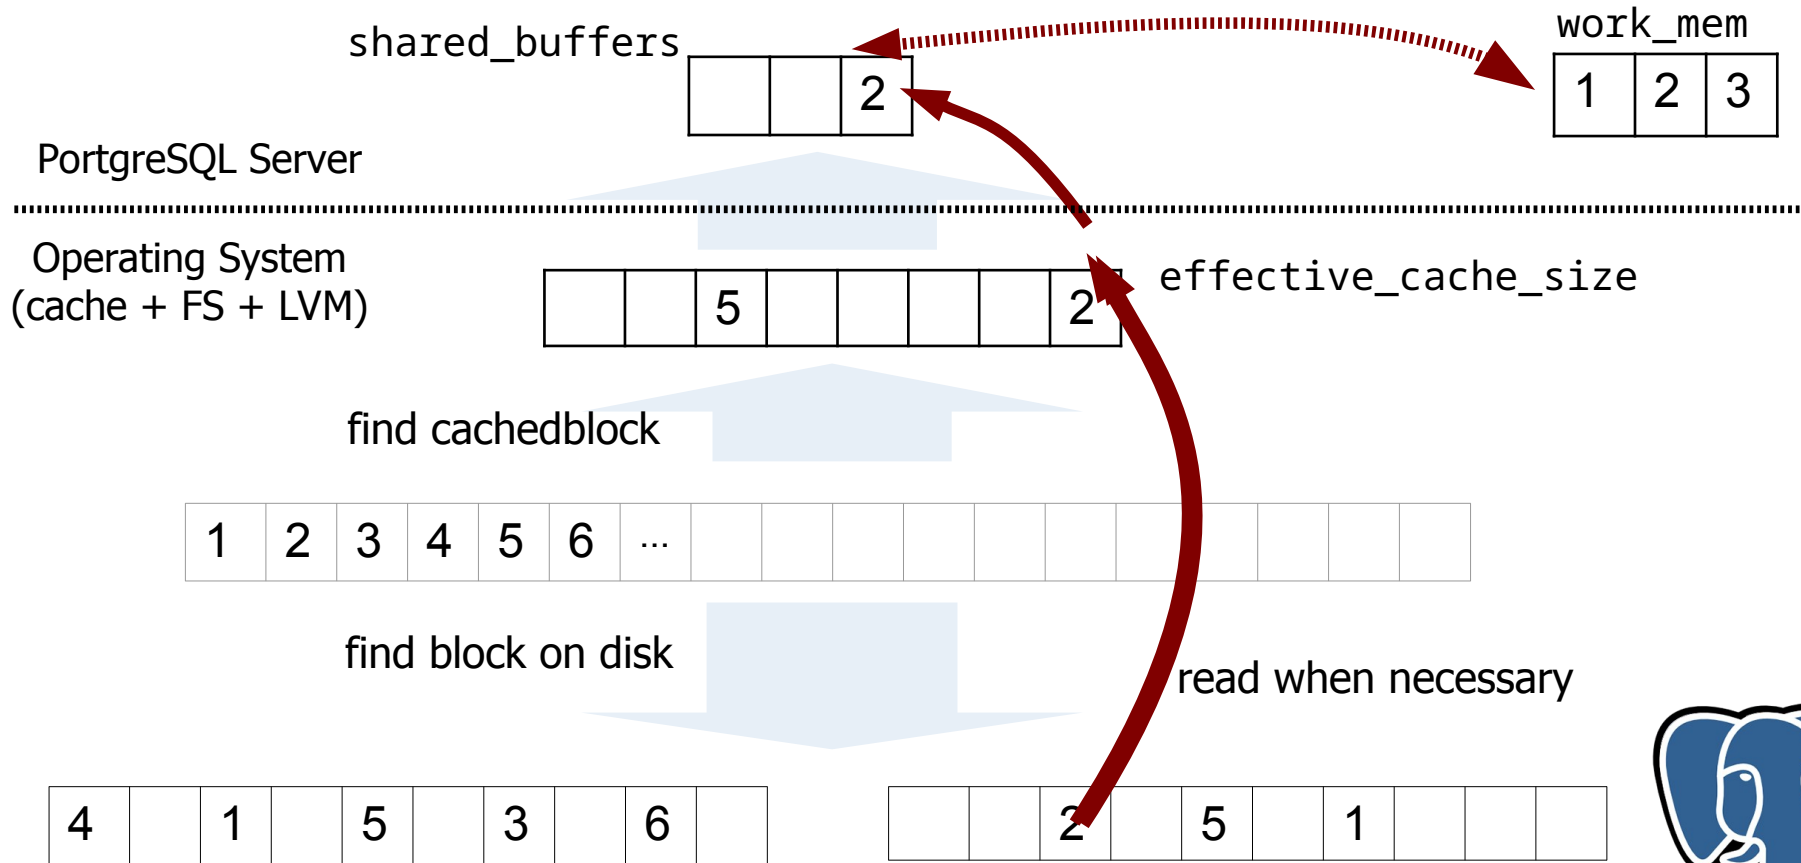 shared_buffers
work_mem
2
1 2 3
PortgreSQL Server
Operating System
(cache + FS + LVM)
effective_cache_size
5 2
find cachedblock
1 2 3 4 5 6 ...
find block on disk
read when necessary
4 1 5 3 6
2 5 1